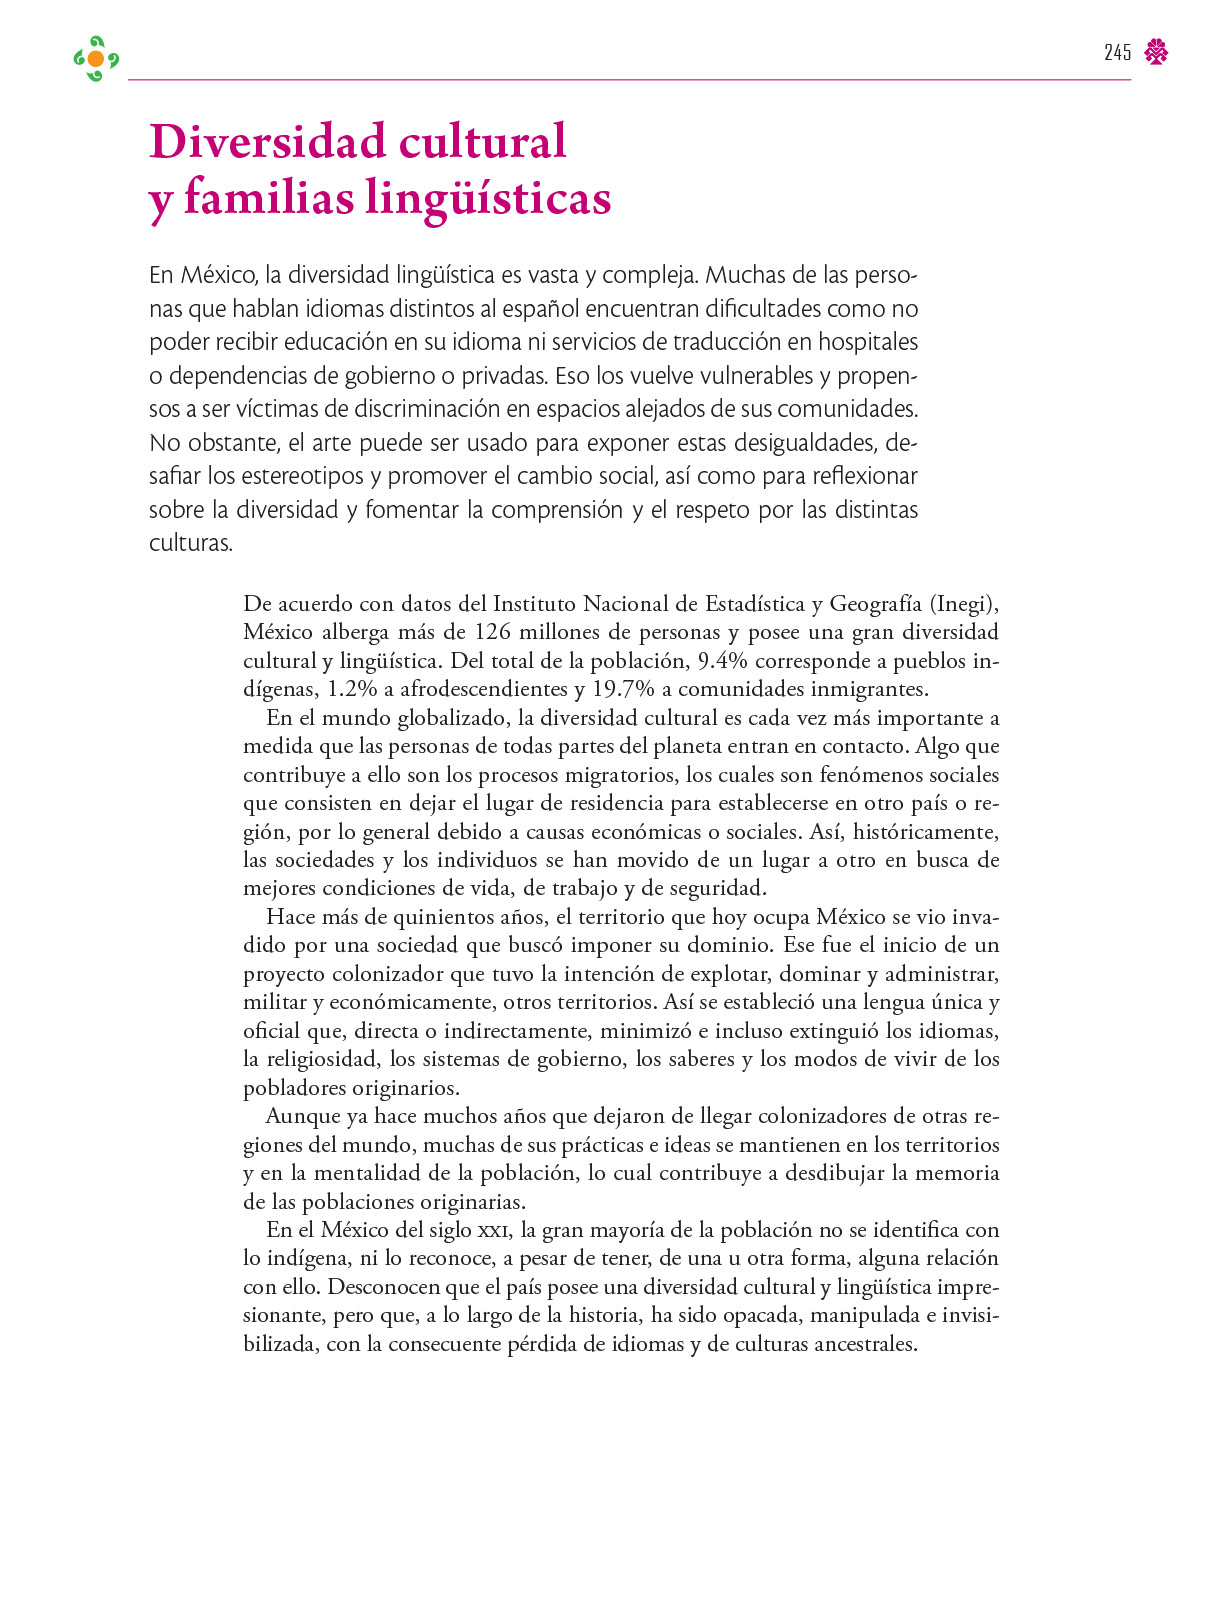 245
Diversidad cultural
y familias lingüísticas
En México, la diversidad lingüística es vasta y compleja. Muchas de las perso-
nas que hablan idiomas distintos al español encuentran dificultades como no
poder recibir educación en su idioma ni servicios de traducción en hospitales
o dependencias de gobierno o privadas. Eso los vuelve vulnerables y propen-
sos a ser víctimas de discriminación en espacios alejados de sus comunidades.
No obstante, el arte puede ser usado para exponer estas desigualdades, de-
safiar los estereotipos y promover el cambio social, así como para reflexionar
sobre la diversidad y fomentar la comprensión y el respeto por las distintas
culturas.
De acuerdo con datos del Instituto Nacional de Estadística y Geografía (Inegi),
México alberga más de 126 millones de personas y posee una gran diversidad
cultural y lingüística. Del total de la población, 9.4% corresponde a pueblos in-
dígenas, 1.2% a afrodescendientes y 19.7% a comunidades inmigrantes.
En el mundo globalizado, la diversidad cultural es cada vez más importante a
medida que las personas de todas partes del planeta entran en contacto. Algo que
contribuye a ello son los procesos migratorios, los cuales son fenómenos sociales
que consisten en dejar el lugar de residencia para establecerse en otro país o re-
gión, por lo general debido a causas económicas o sociales. Así, históricamente,
las sociedades y los individuos se han movido de un lugar a otro en busca de
mejores condiciones de vida, de trabajo y de seguridad.
Hace más de quinientos años, el territorio que hoy ocupa México se vio inva-
dido por una sociedad que buscó imponer su dominio. Ese fue el inicio de un
proyecto colonizador que tuvo la intención de explotar, dominar y administrar,
militar y económicamente, otros territorios. Así se estableció una lengua única y
oficial que, directa o indirectamente, minimizó e incluso extinguió los idiomas,
la religiosidad, los sistemas de gobierno, los saberes y los modos de vivir de los
pobladores originarios.
Aunque ya hace muchos años que dejaron de llegar colonizadores de otras re-
giones del mundo, muchas de sus prácticas e ideas se mantienen en los territorios
y en la mentalidad de la población, lo cual contribuye a desdibujar la memoria
de las poblaciones originarias.
En el México del siglo XXI, la gran mayoría de la población no se identifica con
lo indígena, ni lo reconoce, a pesar de tener, de una u otra forma, alguna relación
con ello. Desconocen que el país posee una diversidad cultural y lingüística impre-
sionante, pero que, a lo largo de la historia, ha sido opacada, manipulada e invisi-
bilizada, con la consecuente pérdida de idiomas y de culturas ancestrales.